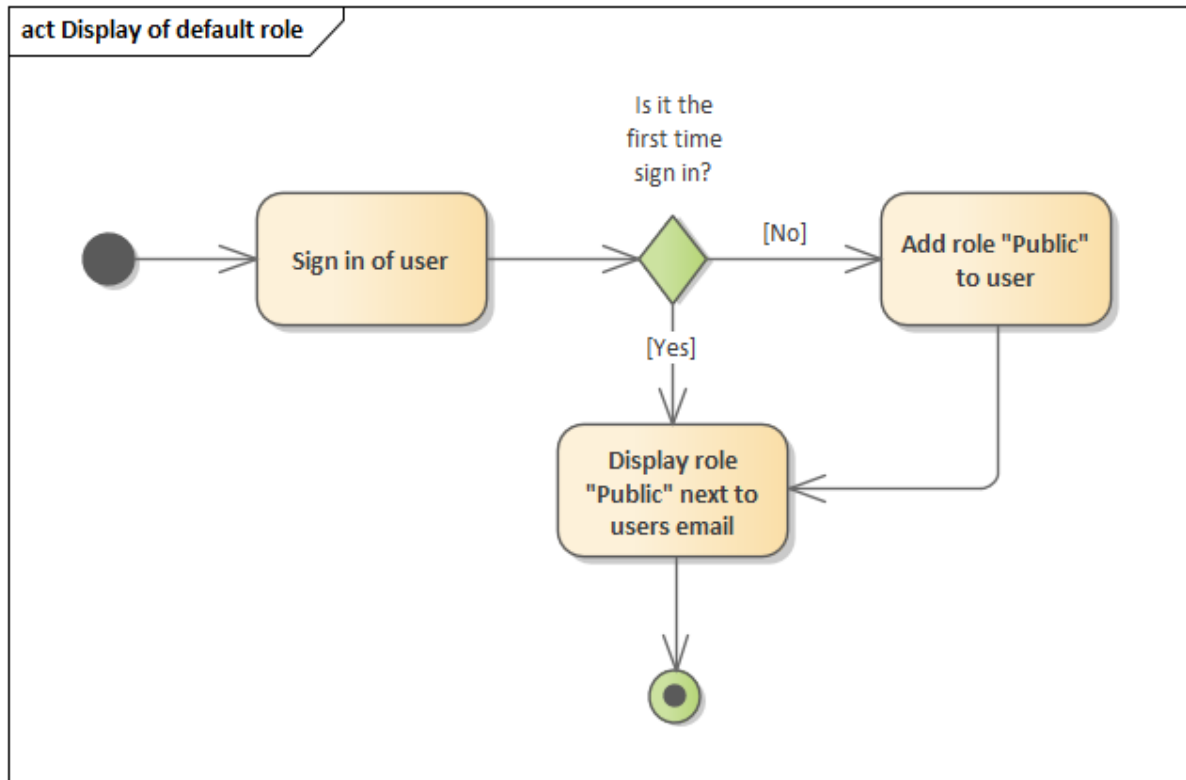 act Display of default role
Is it the
first time
sign in?
Sign in of user
[No]
Add role "Public"
to user
[Yes]
Display role
"Public" next to
users email